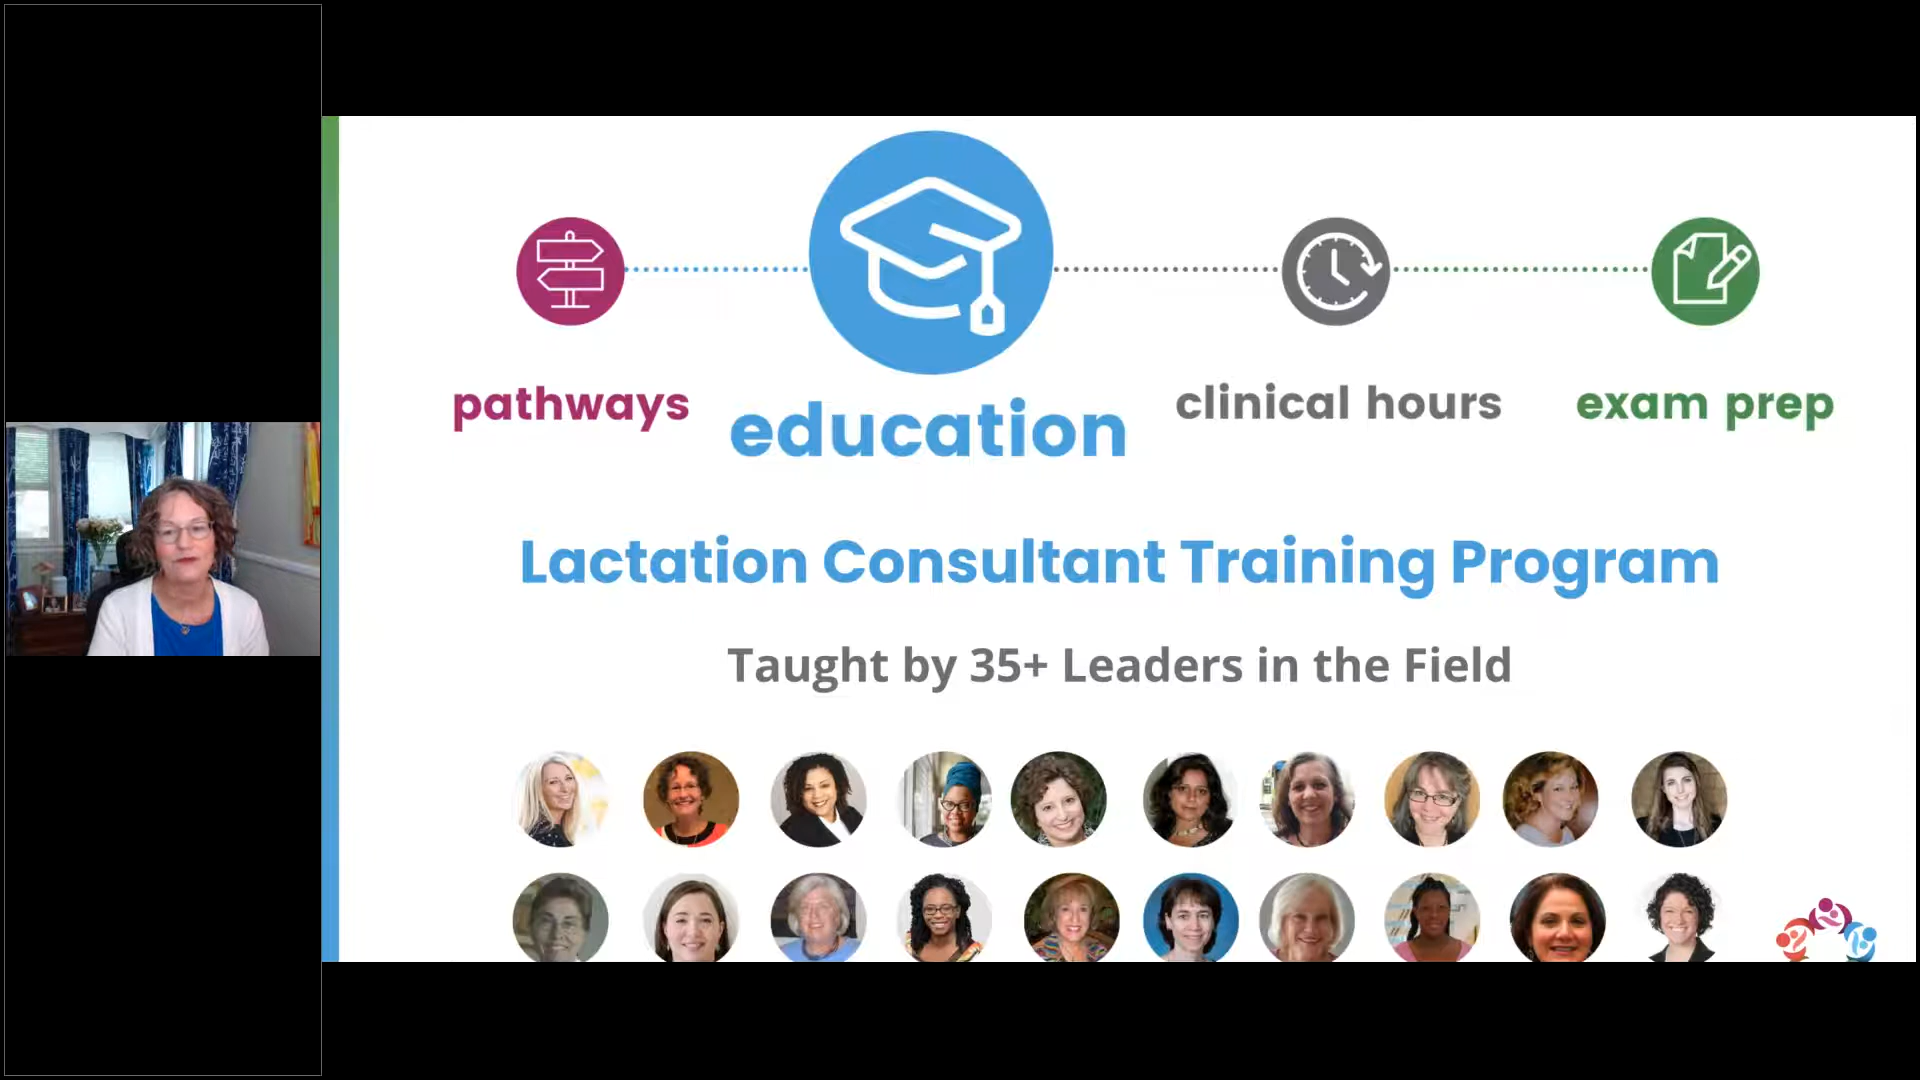 pathways
education
clinical hours
exam prep
Lactation Consultant Training Program
Taught by 35+ Leaders in the Field